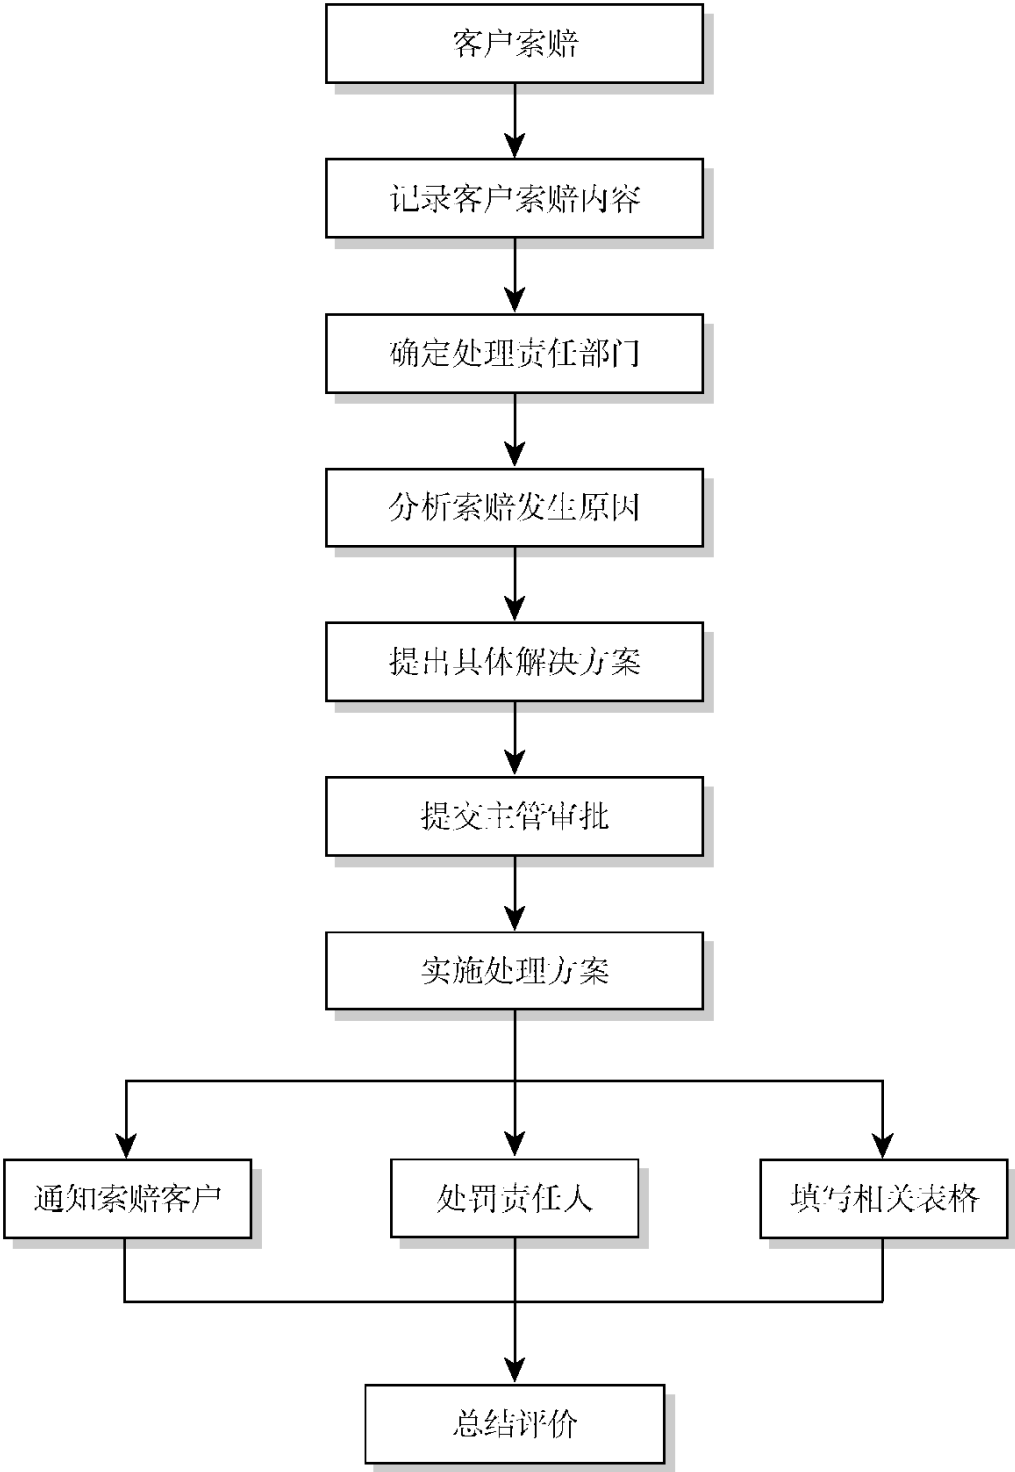 客户索赔
记录客户索赔内容
确定处理责任部门
分析索赔发生原因
提出具体解决方案
提交主管审批
实施处理方案
通知索赔客户
处罚责任人
填写相关表格
总结评价